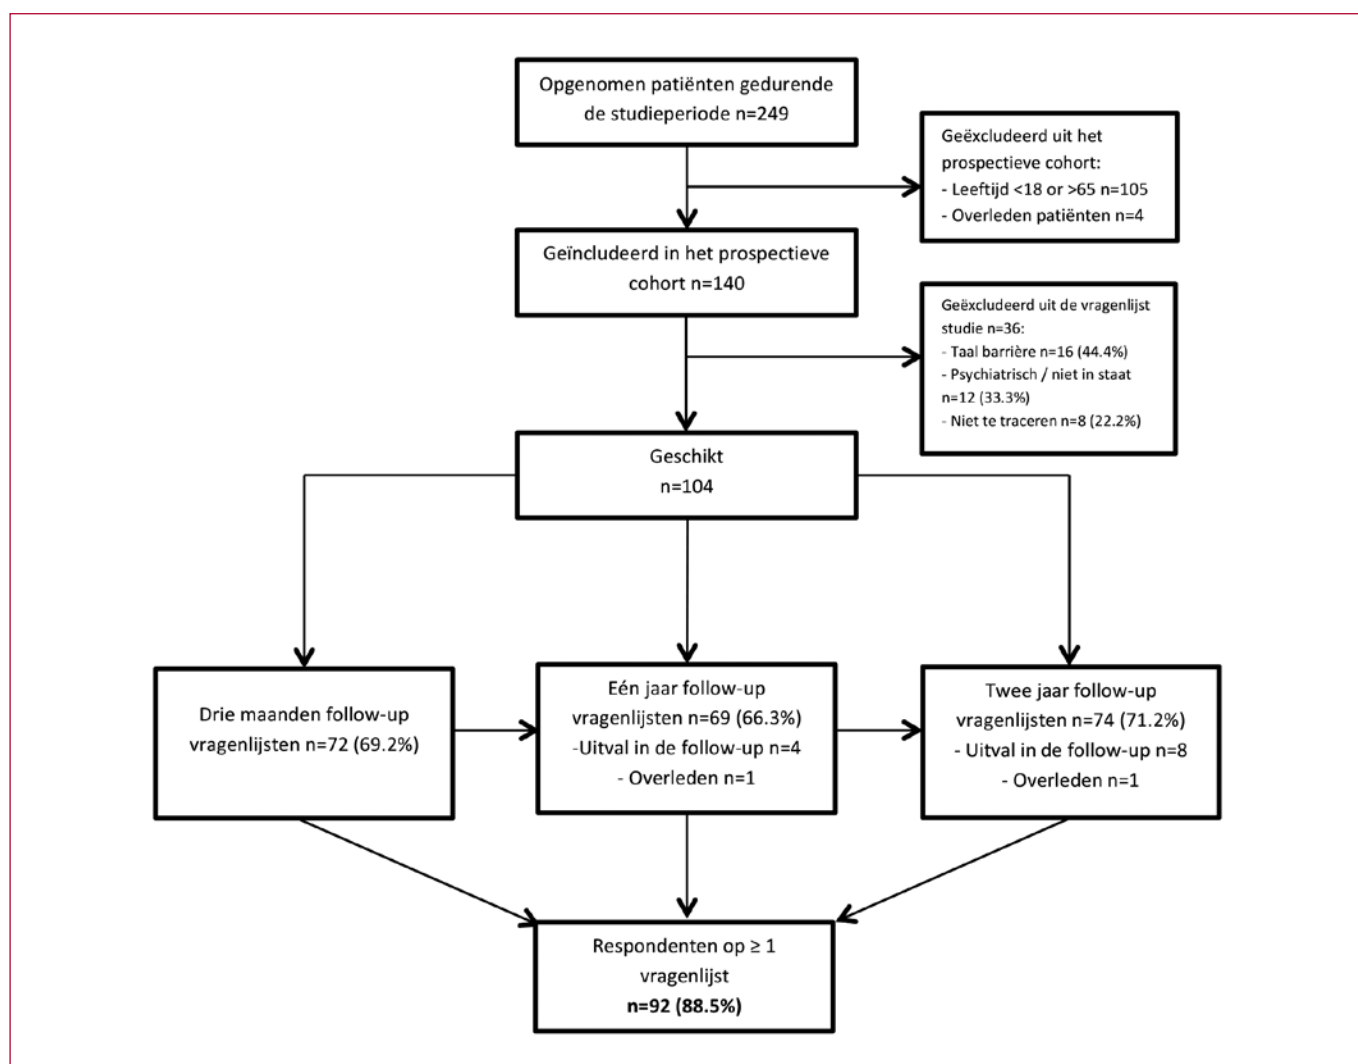 Opgenomen patiënten gedurende
de studieperiode n=249
Geëxcludeerd uit het
prospectieve cohort:
- Leeftijd <18 or >65 n=105
- Overleden patiënten n=4
Geïncludeerd in het prospectieve
cohort n=140
Geëxcludeerd uit de vragenlijst
studie n=36:
- Taal barrière n=16 (44.4%)
- Psychiatrisch / niet in staat
n=12 (33.3%)
- Niet te traceren n=8 (22.2%)
Geschikt
n=104
Drie maanden follow-up
vragenlijsten n=72 (69.2%)
Eén jaar follow-up
vragenlijsten n=69 (66.3%)
-Uitval in de follow-up n=4
- Overleden n=1
Twee jaar follow-up
vragenlijsten n=74 (71.2%)
- Uitval in de follow-up n=8
- Overleden n=1
Respondenten op ≥ 1
vragenlijst
n=92 (88.5%)